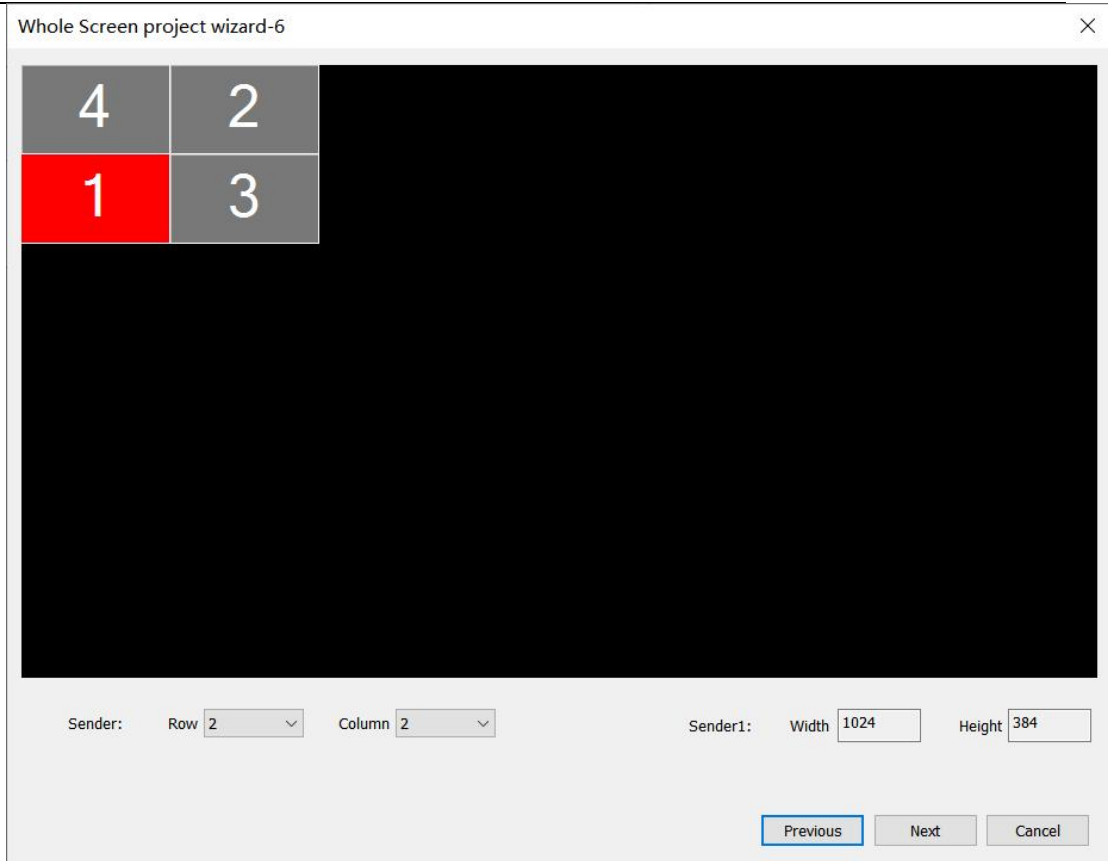 Whole Screen project wizard-6
4 2
1 3
Sender: Row 2 Column 2 Sender1: Width 1024 Height 384
Previous Next Cancel